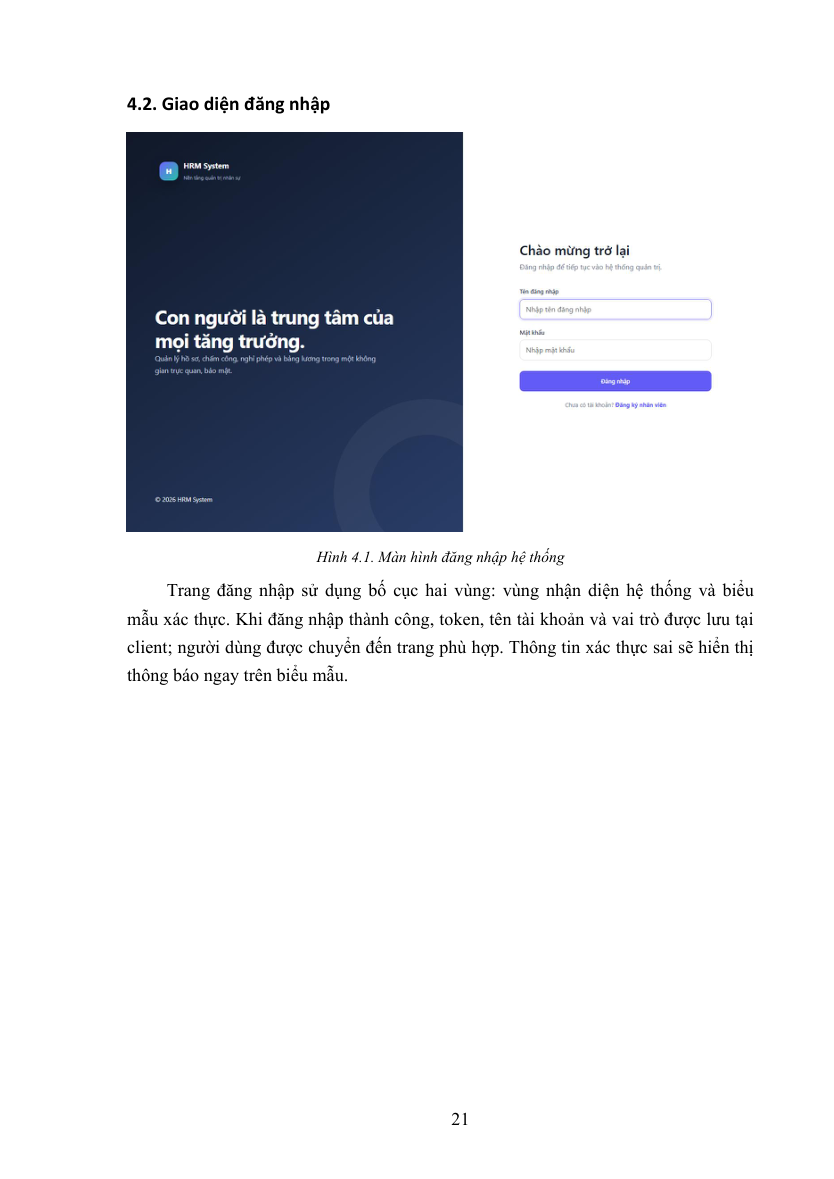 4.2. Giao diện đăng nhập
H
HRM System
Nền tảng quản trị nhân sự
Con người là trung tâm của
mọi tăng trưởng.
Quản lý hồ sơ, chấm công, nghỉ phép và bảng lương trong một không
gian trực quan, bảo mật.
© 2026 HRM System
Chào mừng trở lại
Đăng nhập để tiếp tục vào hệ thống quản trị.
Tên đăng nhập
Nhập tên đăng nhập
Mật khẩu
Nhập mật khẩu
Đăng nhập
Chưa có tài khoản? Đăng ký nhân viên
Hình 4.1. Màn hình đăng nhập hệ thống
Trang đăng nhập sử dụng bố cục hai vùng: vùng nhận diện hệ thống và biểu
mẫu xác thực. Khi đăng nhập thành công, token, tên tài khoản và vai trò được lưu tại
client; người dùng được chuyển đến trang phù hợp. Thông tin xác thực sai sẽ hiển thị
thông báo ngay trên biểu mẫu.
21